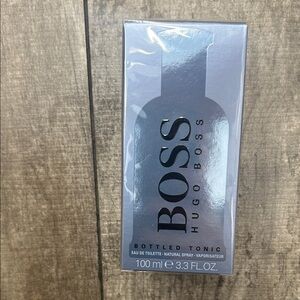 BOSS
HUGO BOSS
BOTTLED TONIC
EAU DE TOILETTE · NATURAL SPRAY · VAPORISATEUR
100 ml ℮ 3.3 FL.OZ.